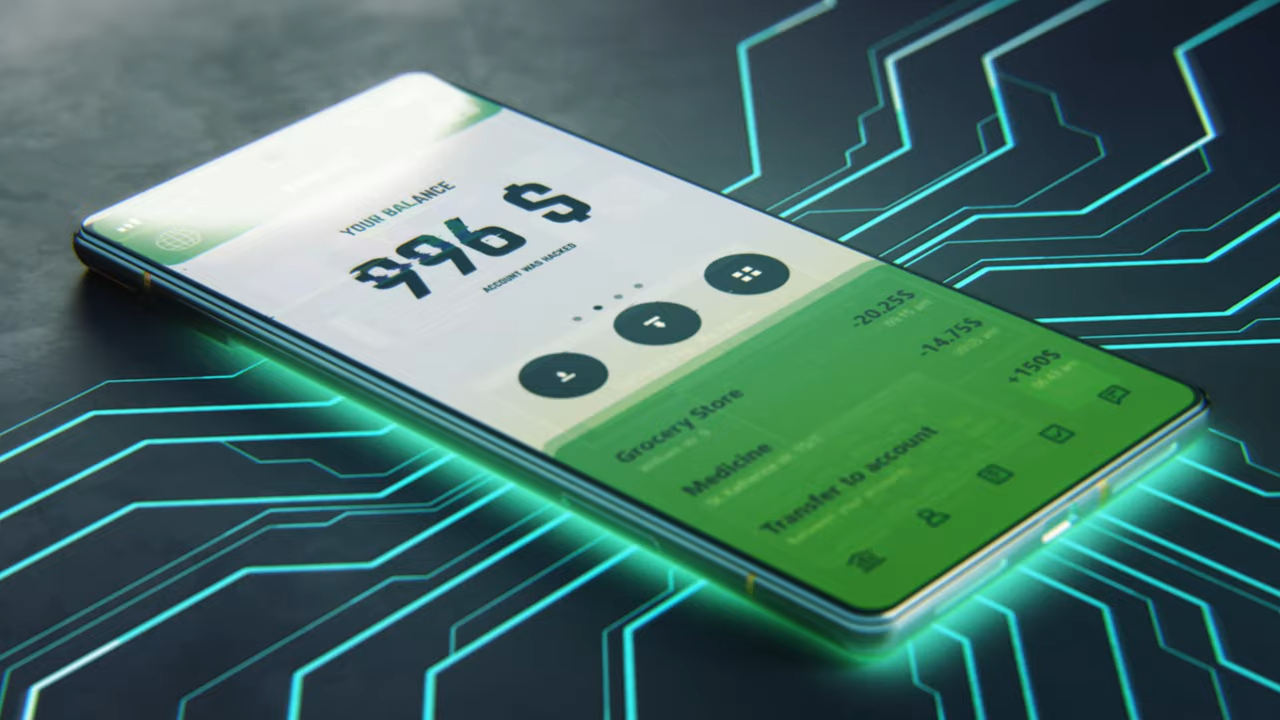 YOUR BALANCE
996 $
ACCOUNT WAS HACKED
Grocery Store -20.25$
Medicine -14.75$
Transfer to account +150$